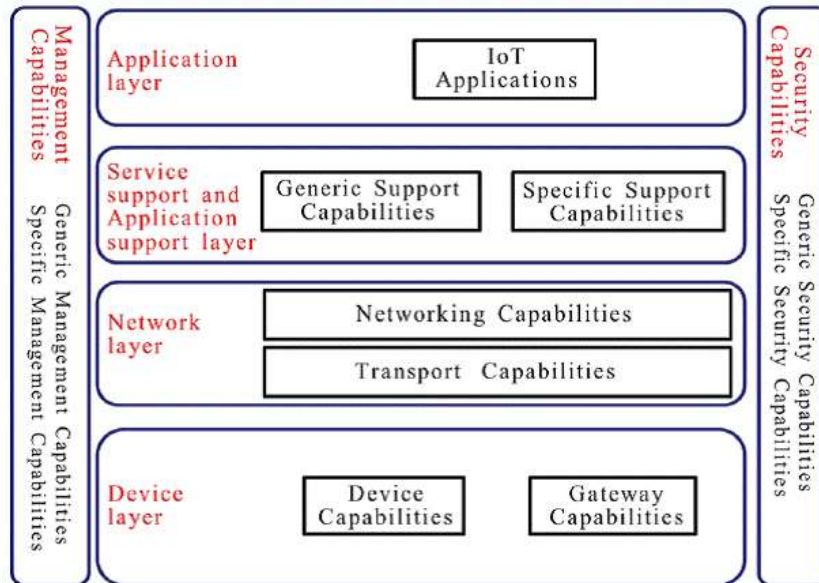 Management
Capabilities
Generic Management Capabilities
Specific Management Capabilities
Application
layer
IoT
Applications
Service
support and
Application
support layer
Generic Support
Capabilities
Specific Support
Capabilities
Network
layer
Networking Capabilities
Transport Capabilities
Device
layer
Device
Capabilities
Gateway
Capabilities
Security
Capabilities
Generic Security Capabilities
Specific Security Capabilities